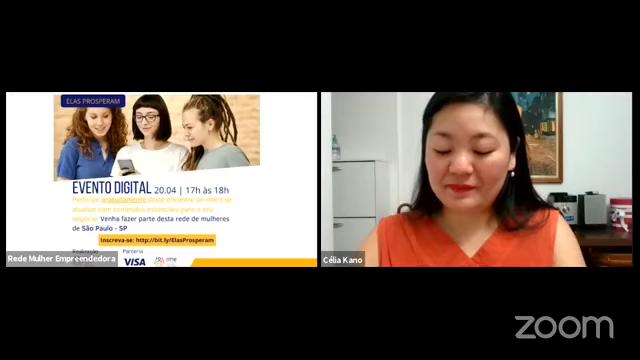 ELAS PROSPERAM
EVENTO DIGITAL 20.04 | 17h às 18h
Participe gratuitamente deste encontro on-line e se
atualize com conteúdos essenciais para o seu
negócio! Venha fazer parte desta rede de mulheres
de São Paulo - SP
Inscreva-se: http://bit.ly/ElasProsperam
Realização Parceria
VISA rme
Rede Mulher Empreendedora
Célia Kano
zoom